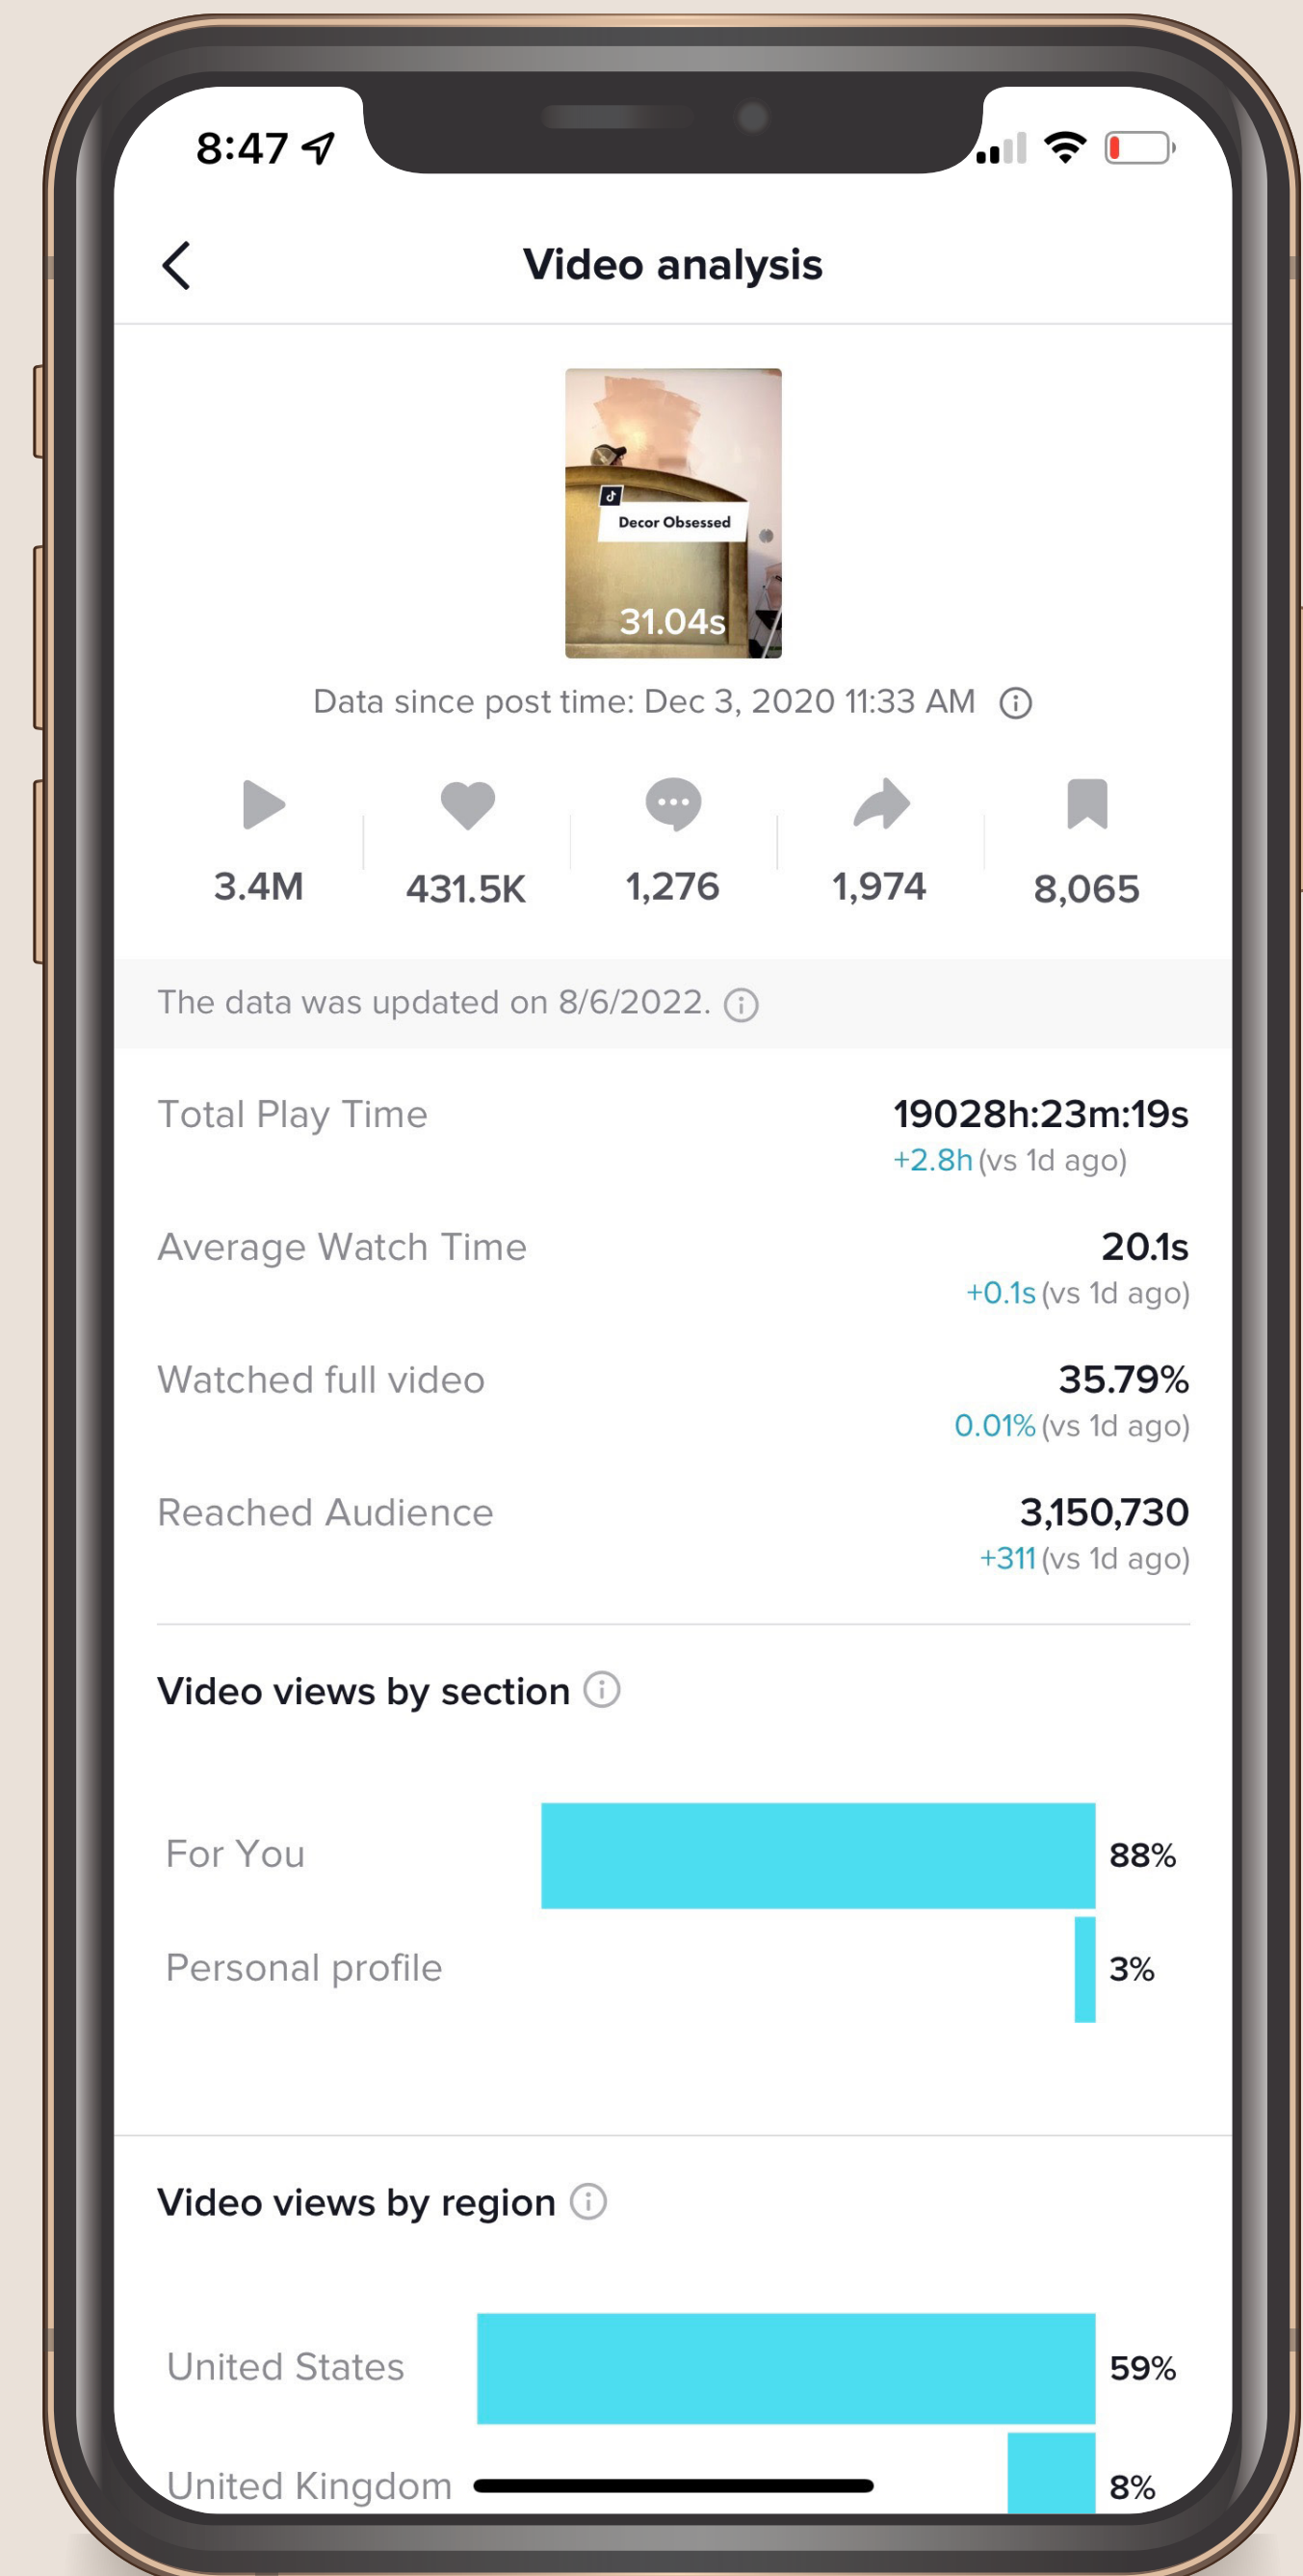 8:47
Video analysis
Decor Obsessed
31.04s
Data since post time: Dec 3, 2020 11:33 AM
3.4M 431.5K 1,276 1,974 8,065
The data was updated on 8/6/2022.
Total Play Time 19028h:23m:19s
+2.8h (vs 1d ago)
Average Watch Time 20.1s
+0.1s (vs 1d ago)
Watched full video 35.79%
0.01% (vs 1d ago)
Reached Audience 3,150,730
+311 (vs 1d ago)
Video views by section
For You 88%
Personal profile 3%
Video views by region
United States 59%
United Kingdom 8%